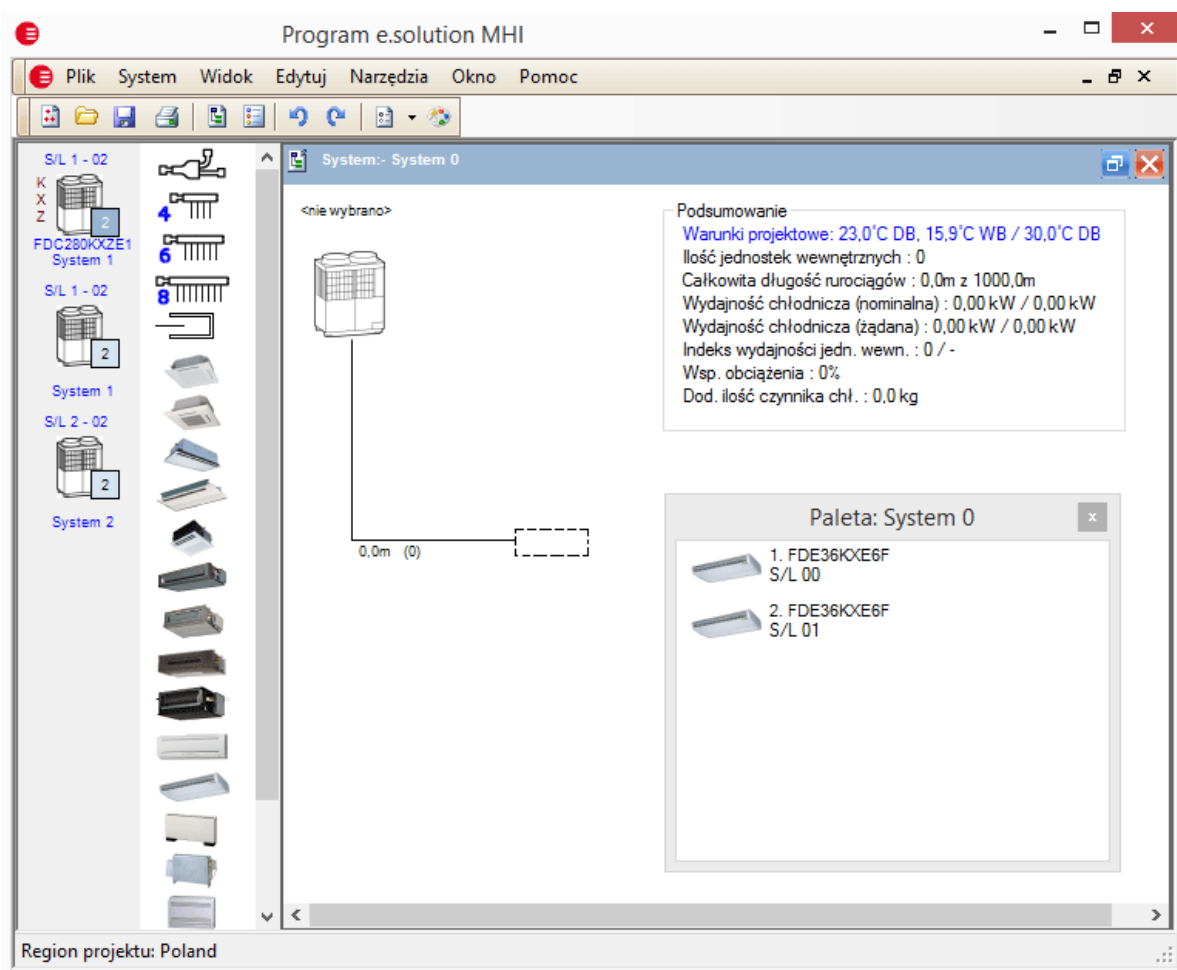 Program e.solution MHI
Plik System Widok Edytuj Narzędzia Okno Pomoc
S/L 1 - 02
K
X
Z
2
FDC280KXZE1
System 1
S/L 1 - 02
2
System 1
S/L 2 - 02
2
System 2
4
6
8
System:- System 0
<nie wybrano>
0,0m (0)
Podsumowanie
Warunki projektowe: 23,0°C DB, 15,9°C WB / 30,0°C DB
Ilość jednostek wewnętrznych : 0
Całkowita długość rurociągów : 0,0m z 1000,0m
Wydajność chłodnicza (nominalna) : 0,00 kW / 0,00 kW
Wydajność chłodnicza (żądana) : 0,00 kW / 0,00 kW
Indeks wydajności jedn. wewn. : 0 / -
Wsp. obciążenia : 0%
Dod. ilość czynnika chł. : 0,0 kg
Paleta: System 0
x
1. FDE36KXE6F
S/L 00
2. FDE36KXE6F
S/L 01
Region projektu: Poland